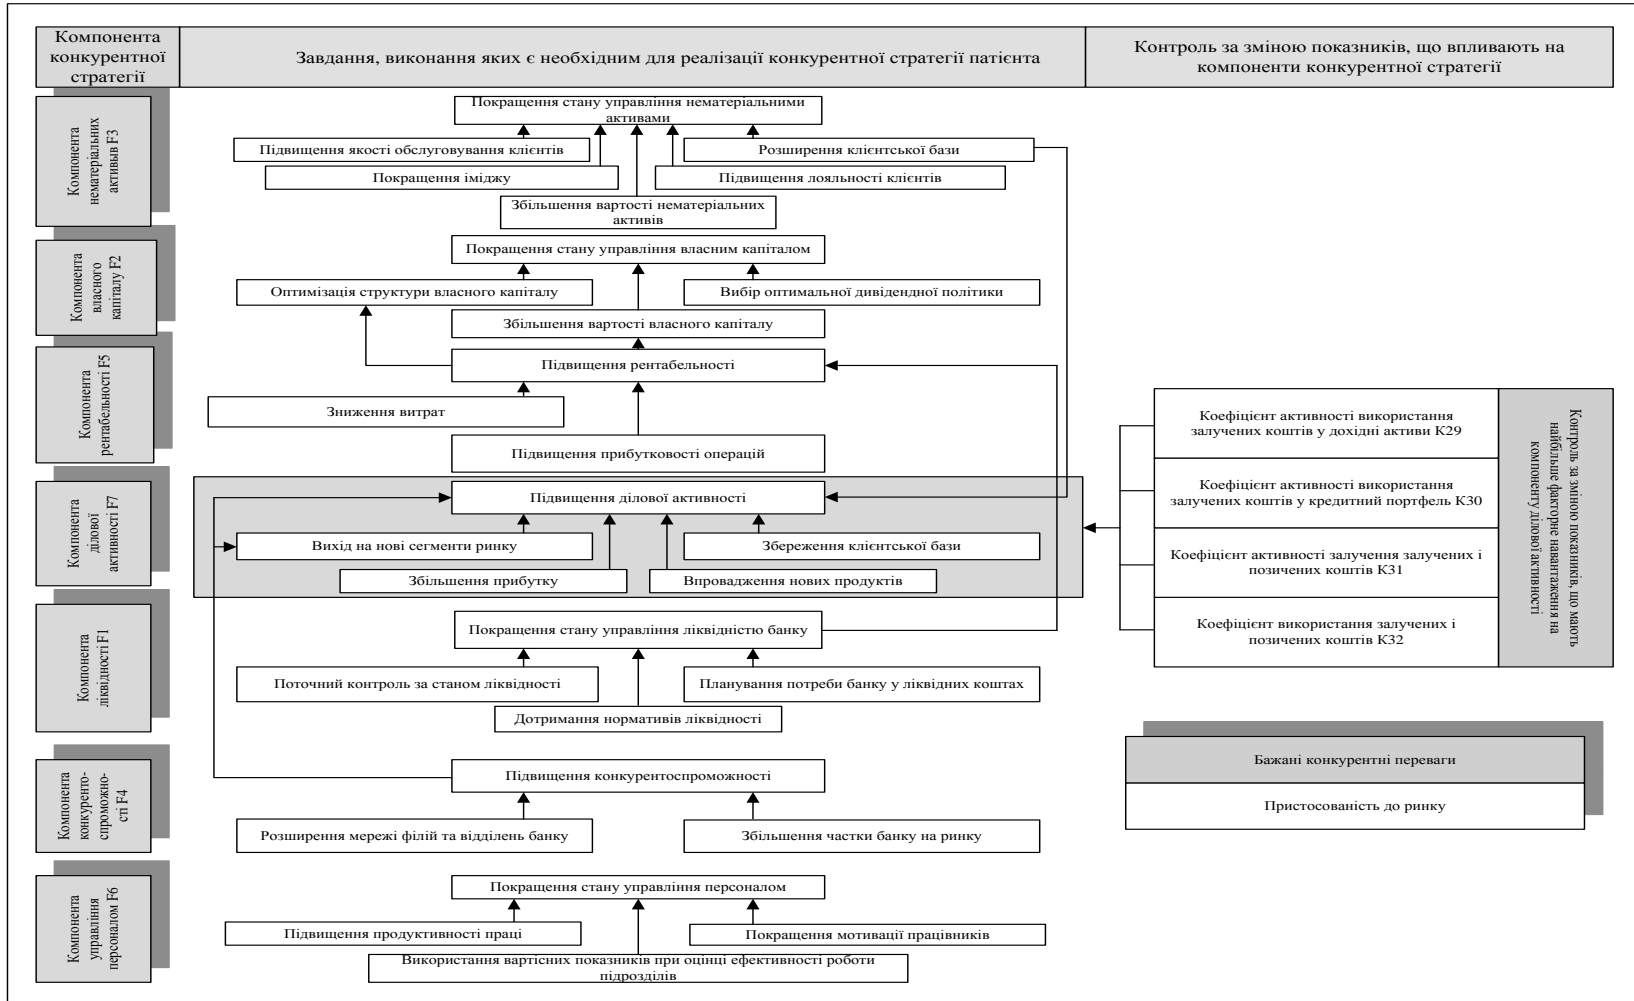 Компонента
конкурентної
стратегії
Завдання, виконання яких є необхідним для реалізації конкурентної стратегії патієнта
Контроль за зміною показників, що впливають на
компоненти конкурентної стратегії
Компонента
нематеріальних
активыв F3
Покращення стану управління нематеріальними
активами
Підвищення якості обслуговування клієнтів
Розширення клієнтської бази
Покращення іміджу
Підвищення лояльності клієнтів
Збільшення вартості нематеріальних
активів
Компонента
власного
капіталу F2
Покращення стану управління власним капіталом
Оптимізація структури власного капіталу
Вибір оптимальної дивідендної політики
Збільшення вартості власного капіталу
Компонента
рентабельності F5
Підвищення рентабельності
Зниження витрат
Підвищення прибутковості операцій
Компонента
ділової
активності F7
Підвищення ділової активності
Вихід на нові сегменти ринку
Збереження клієнтської бази
Збільшення прибутку
Впровадження нових продуктів
Коефіцієнт активності використання
залучених коштів у дохідні активи К29
Коефіцієнт активності використання
залучених коштів у кредитний портфель К30
Коефіцієнт активності залучення залучених і
позичених коштів К31
Коефіцієнт використання залучених і
позичених коштів К32
Контроль за зміною показників, що мають
найбільше факторне навантаження на
компоненту ділової активності
Компонента
ліквідності F1
Покращення стану управління ліквідністю банку
Поточний контроль за станом ліквідності
Планування потреби банку у ліквідних коштах
Дотримання нормативів ліквідності
Компонента
конкуренто-
спроможно-
сті F4
Підвищення конкурентоспроможності
Розширення мережі філій та відділень банку
Збільшення частки банку на ринку
Бажані конкурентні переваги
Пристосованість до ринку
Компонента
управління
персоналом F6
Покращення стану управління персоналом
Підвищення продуктивності праці
Покращення мотивації працівників
Використання вартісних показників при оцінці ефективності роботи
підрозділів